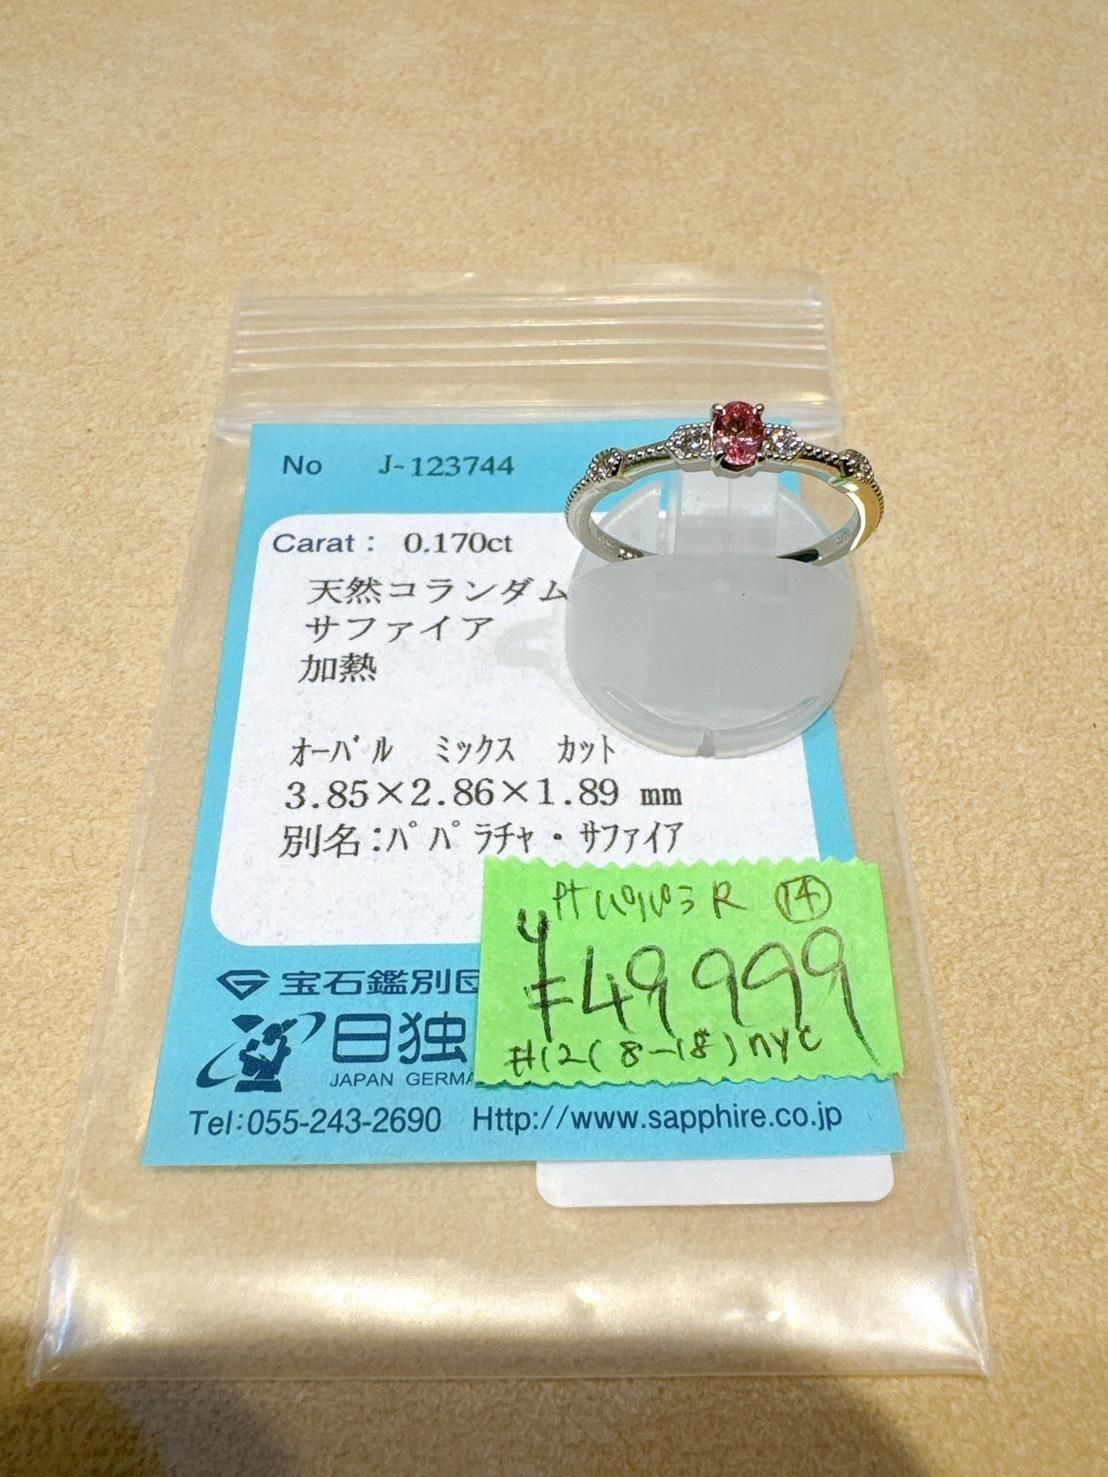 No J-123744
Carat： 0.170ct
天然コランダム
サファイア
加熱
ｵｰﾊﾞﾙ ﾐｯｸｽ ｶｯﾄ
3.85×2.86×1.89 mm
別名:ﾊﾟﾊﾟﾗﾁｬ・ｻﾌｧｲｱ
Pt パパラR ⑭
¥49999
#12(8-18)nyc
宝石鑑別団
日独
JAPAN GERMA
Tel:055-243-2690 Http://www.sapphire.co.jp